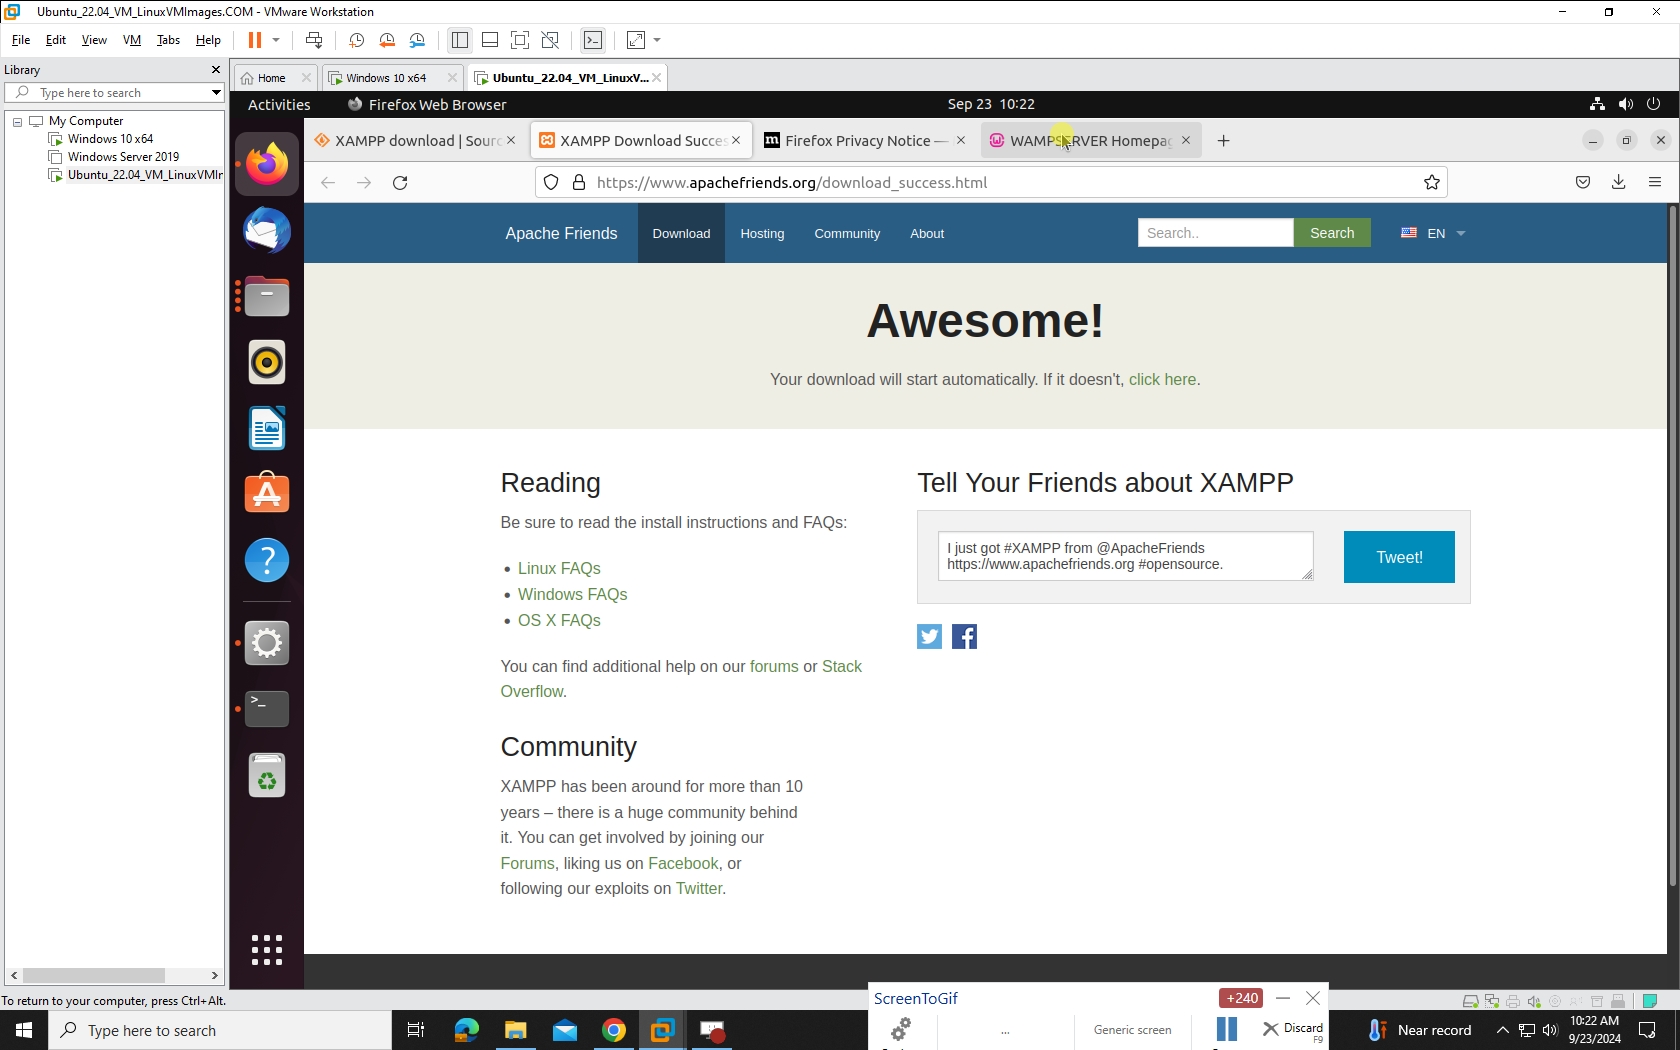 Ubuntu_22.04_VM_LinuxVMImages.COM - VMware Workstation
File Edit View VM Tabs Help
Library
Type here to search
My Computer
Windows 10 x64
Windows Server 2019
Ubuntu_22.04_VM_LinuxVMIr
Home
Windows 10 x64
Ubuntu_22.04_VM_LinuxV...
Activities
Firefox Web Browser
Sep 23 10:22
XAMPP download | Sourc
XAMPP Download Succes
Firefox Privacy Notice —
WAMPSERVER Homepag
https://www.apachefriends.org/download_success.html
Apache Friends
Download
Hosting
Community
About
Search..
Search
EN
Awesome!
Your download will start automatically. If it doesn't, click here.
Reading
Be sure to read the install instructions and FAQs:
Linux FAQs
Windows FAQs
OS X FAQs
You can find additional help on our forums or Stack
Overflow.
Community
XAMPP has been around for more than 10
years – there is a huge community behind
it. You can get involved by joining our
Forums, liking us on Facebook, or
following our exploits on Twitter.
Tell Your Friends about XAMPP
I just got #XAMPP from @ApacheFriends
https://www.apachefriends.org #opensource.
Tweet!
To return to your computer, press Ctrl+Alt.
ScreenToGif
+240
...
Generic screen
Discard
F9
Type here to search
Near record
10:22 AM
9/23/2024